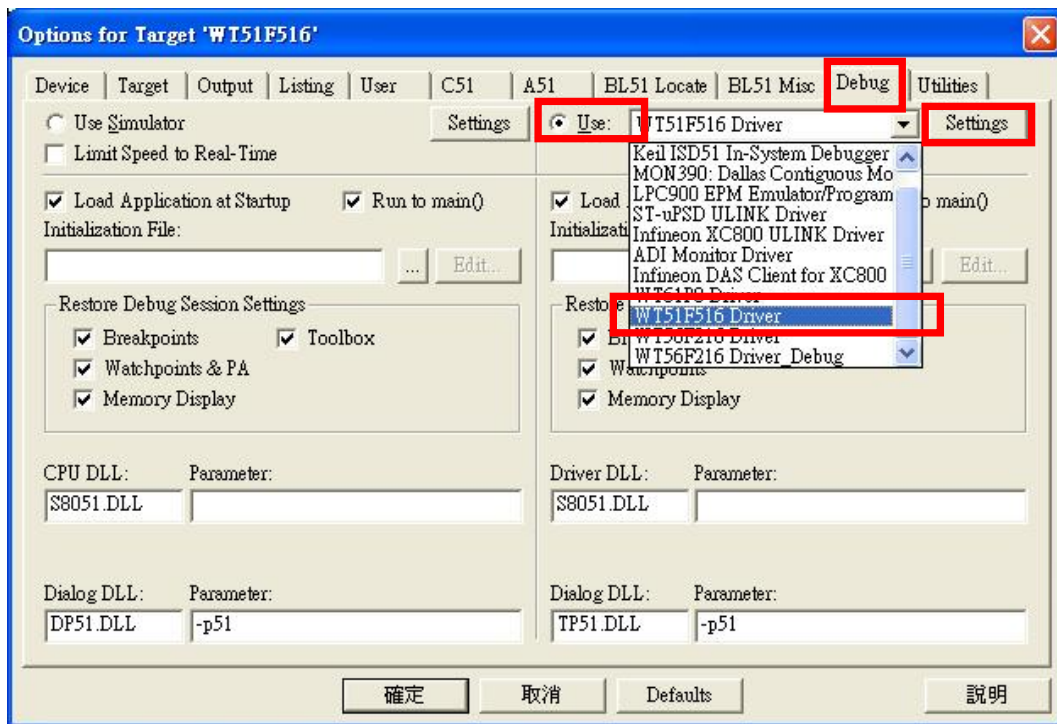 Options for Target 'WT51F516'
Device Target Output Listing User C51 A51 BL51 Locate BL51 Misc Debug Utilities
Use Simulator Settings Use: WT51F516 Driver Settings
Limit Speed to Real-Time
Keil ISD51 In-System Debugger
MON390: Dallas Contiguous Mo
LPC900 EPM Emulator/Program
ST-uPSD ULINK Driver
Infineon XC800 ULINK Driver
ADI Monitor Driver
Infineon DAS Client for XC800
WT51F516 Driver
WT56F216 Driver
WT56F216 Driver_Debug
Load Application at Startup Run to main() Load main()
Initialization File: Initializati
... Edit... Edit...
Restore Debug Session Settings Restore
Breakpoints Toolbox
Watchpoints & PA Watchpoints
Memory Display Memory Display
CPU DLL: Parameter: Driver DLL: Parameter:
S8051.DLL S8051.DLL
Dialog DLL: Parameter: Dialog DLL: Parameter:
DP51.DLL -p51 TP51.DLL -p51
確定 取消 Defaults 說明